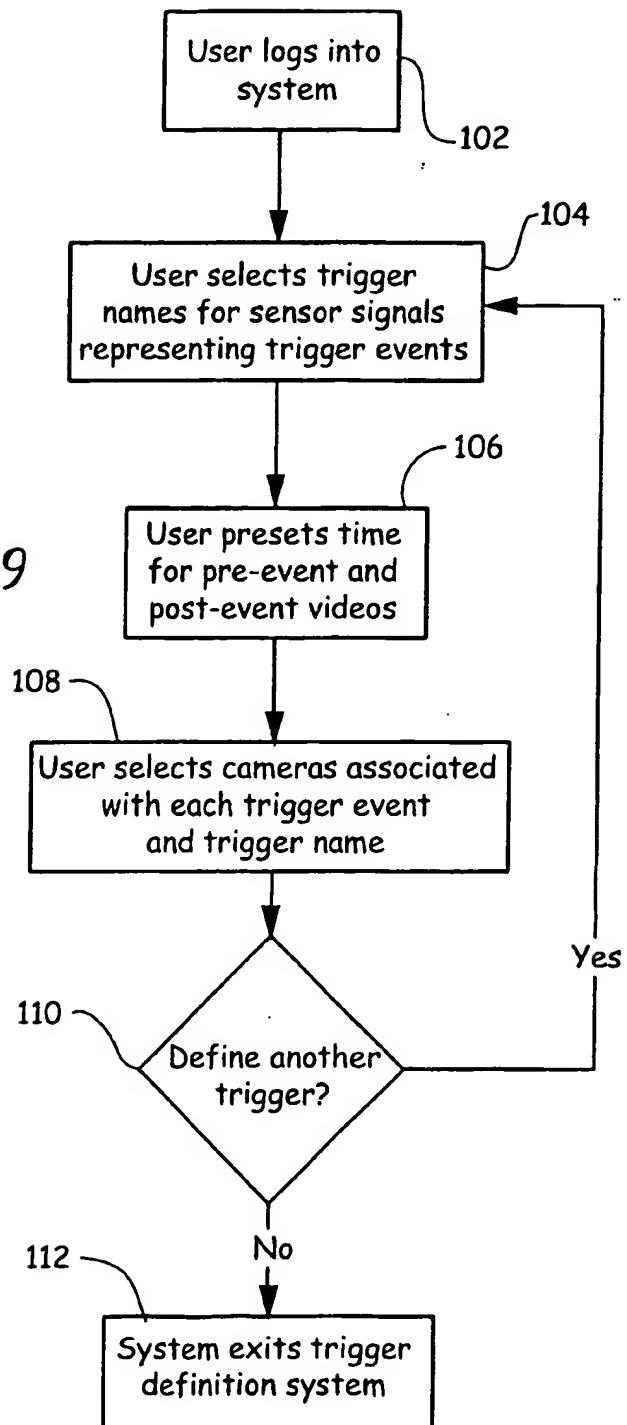 User logs into
system
102
104
User selects trigger
names for sensor signals
representing trigger events
106
User presets time
for pre-event and
post-event videos
9
108
User selects cameras associated
with each trigger event
and trigger name
Yes
110
Define another
trigger?
No
112
System exits trigger
definition system